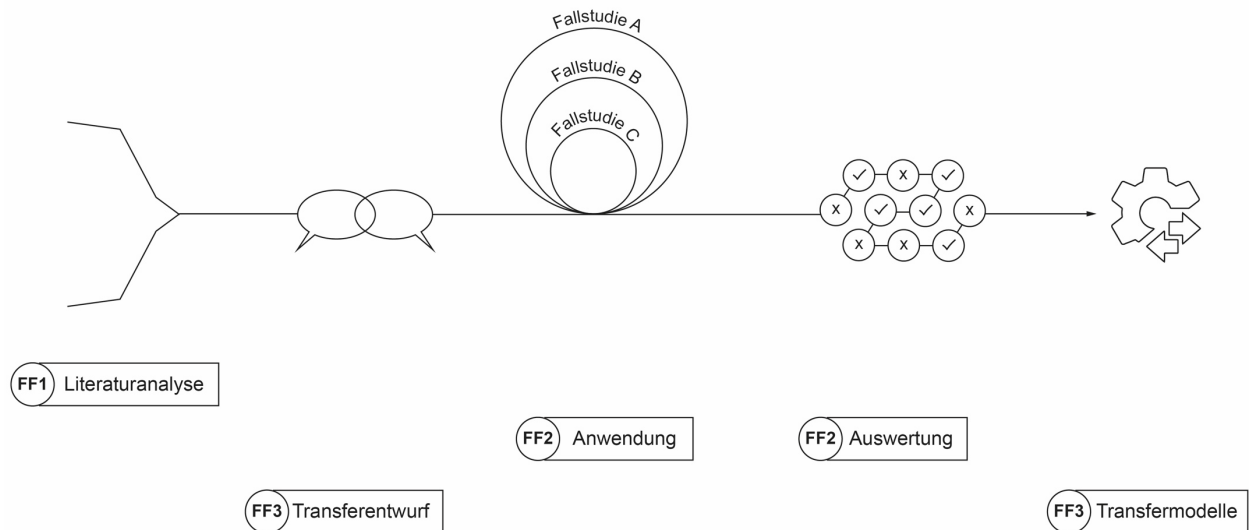 Fallstudie A
Fallstudie B
Fallstudie C
x
x
x
x
x
FF1 Literaturanalyse
FF2 Anwendung
FF2 Auswertung
FF3 Transferentwurf
FF3 Transfermodelle